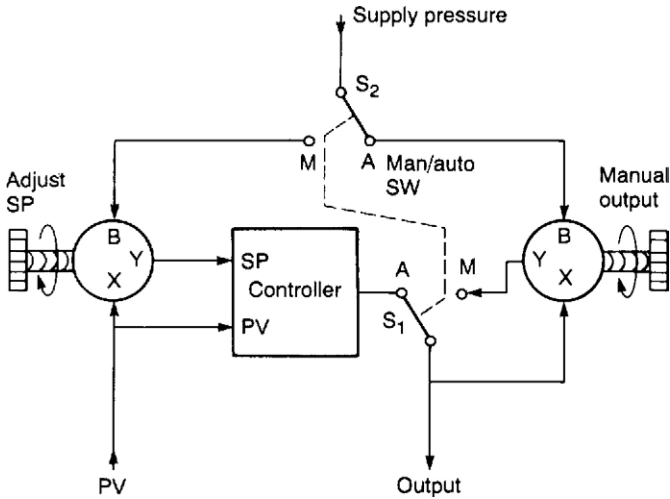 Supply pressure
S2
M
A
Man/auto
SW
Adjust
SP
Manual
output
B
Y
X
SP
Controller
PV
A
M
S1
B
Y
X
PV
Output